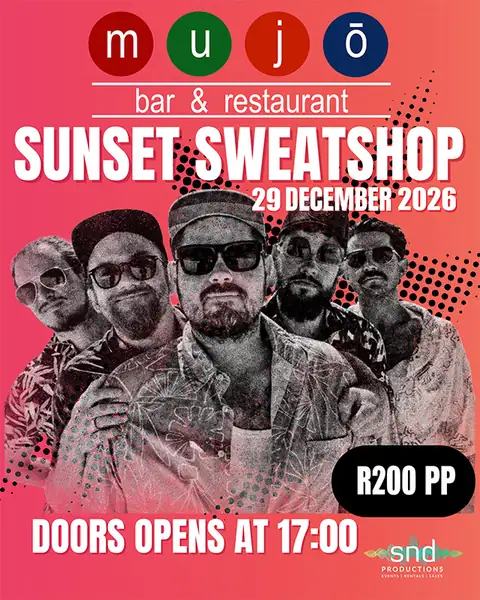 mujō
bar & restaurant
SUNSET SWEATSHOP
29 DECEMBER 2026
R200 PP
DOORS OPENS AT 17:00
snd
PRODUCTIONS
EVENTS | RENTALS | SALES